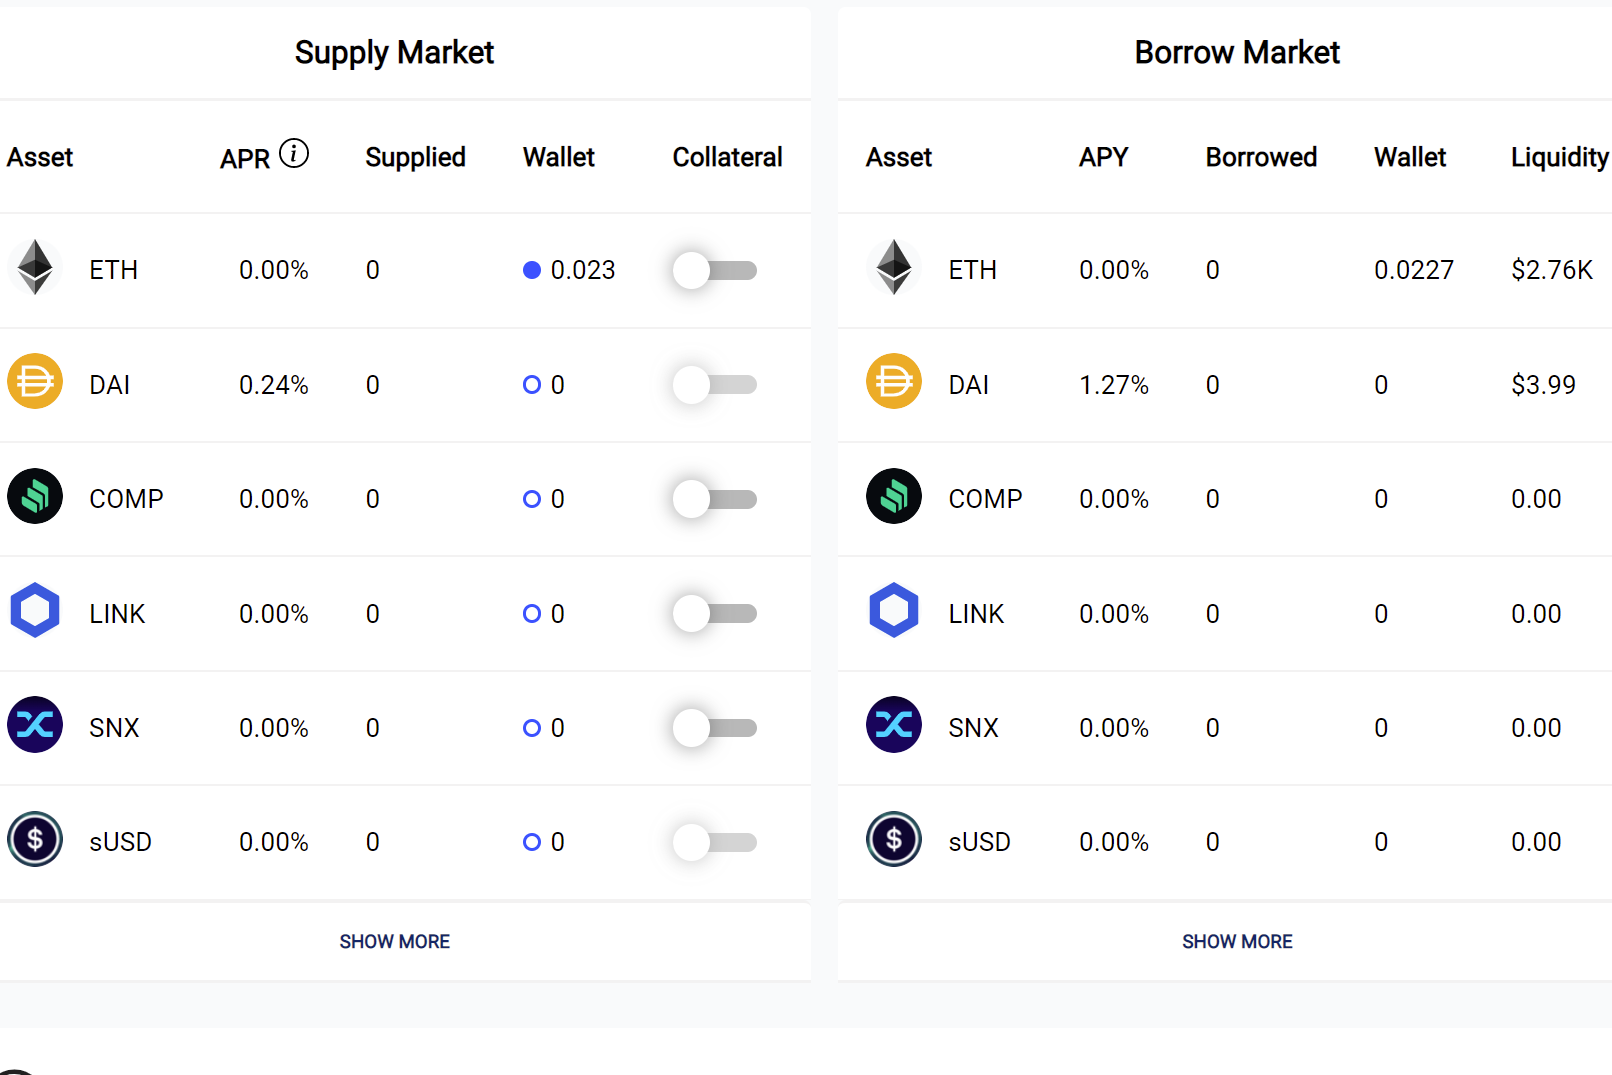 Supply Market
Asset APR i Supplied Wallet Collateral
ETH 0.00% 0 0.023
DAI 0.24% 0 0
COMP 0.00% 0 0
LINK 0.00% 0 0
SNX 0.00% 0 0
$ sUSD 0.00% 0 0
SHOW MORE
Borrow Market
Asset APY Borrowed Wallet Liquidity
ETH 0.00% 0 0.0227 $2.76K
DAI 1.27% 0 0 $3.99
COMP 0.00% 0 0 0.00
LINK 0.00% 0 0 0.00
SNX 0.00% 0 0 0.00
$ sUSD 0.00% 0 0 0.00
SHOW MORE